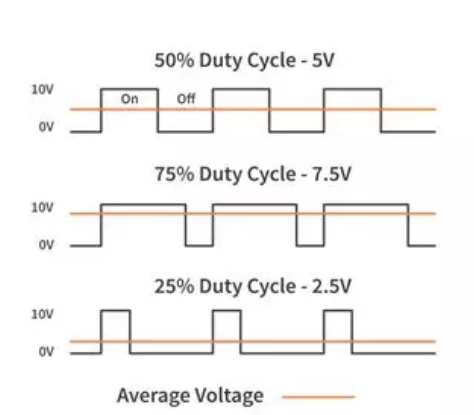 50% Duty Cycle - 5V
10V
On Off
0V
75% Duty Cycle - 7.5V
10V
0V
25% Duty Cycle - 2.5V
10V
0V
Average Voltage